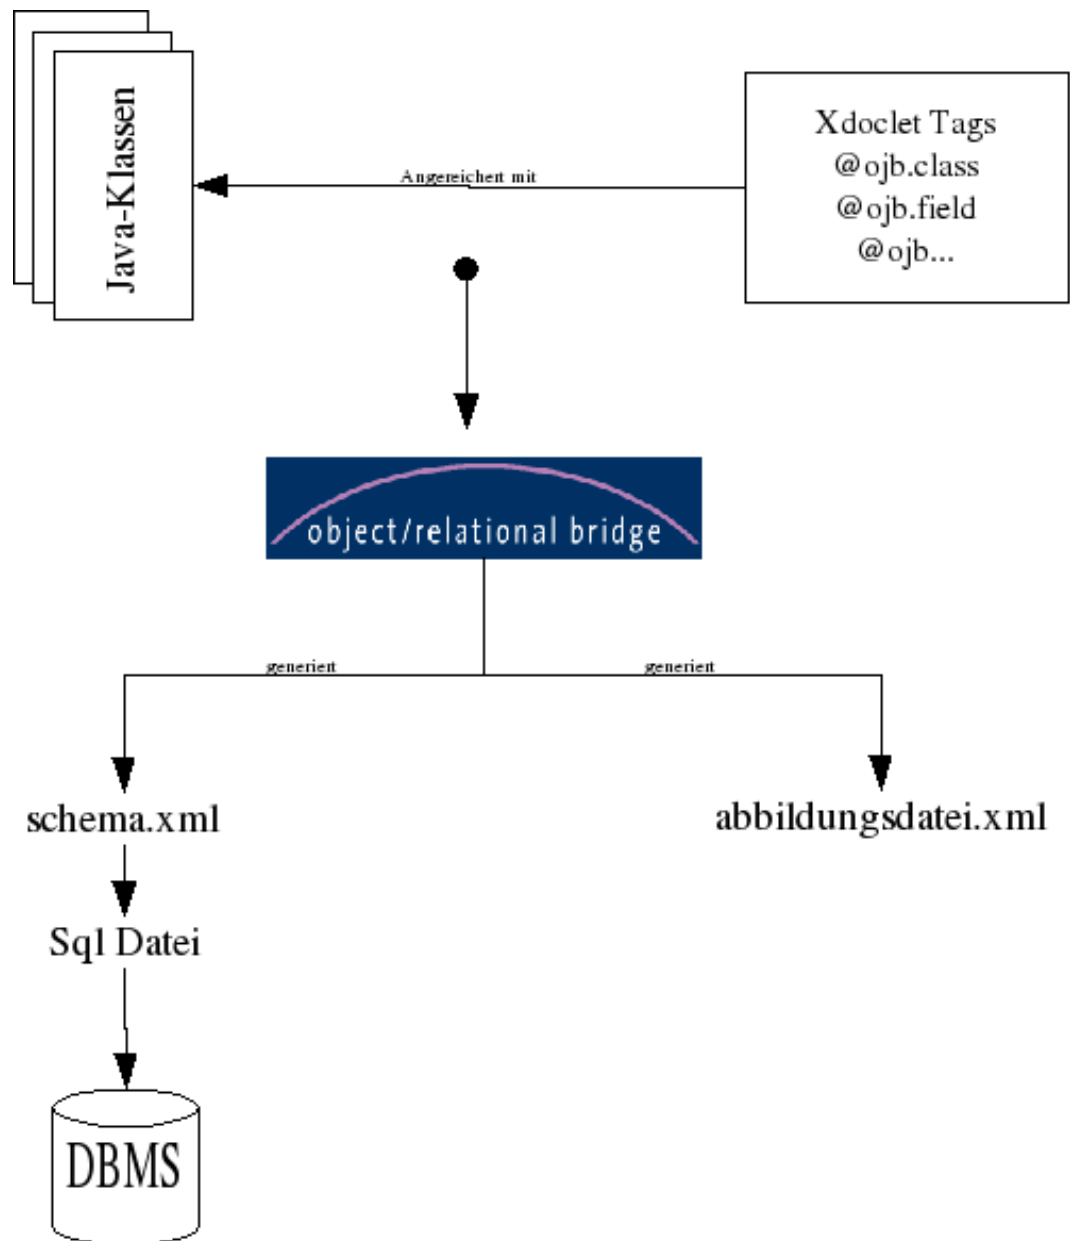 Java-Klassen
Xdoclet Tags
@ojb.class
@ojb.field
@ojb...
Angereichert mit
object/relational bridge
generiert
generiert
schema.xml
abbildungsdatei.xml
Sql Datei
DBMS